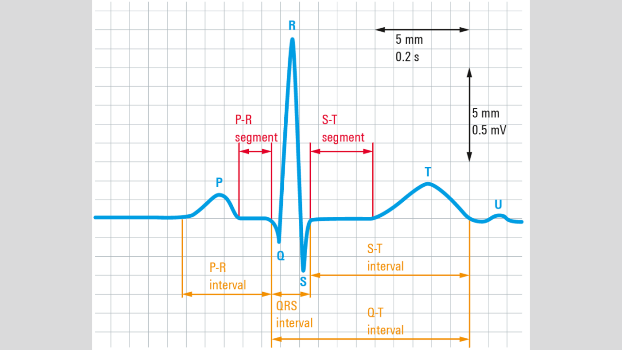 R
5 mm
0.2 s
P-R
segment
S-T
segment
5 mm
0.5 mV
P
T
U
Q
S
S-T
interval
P-R
interval
QRS
interval
Q-T
interval